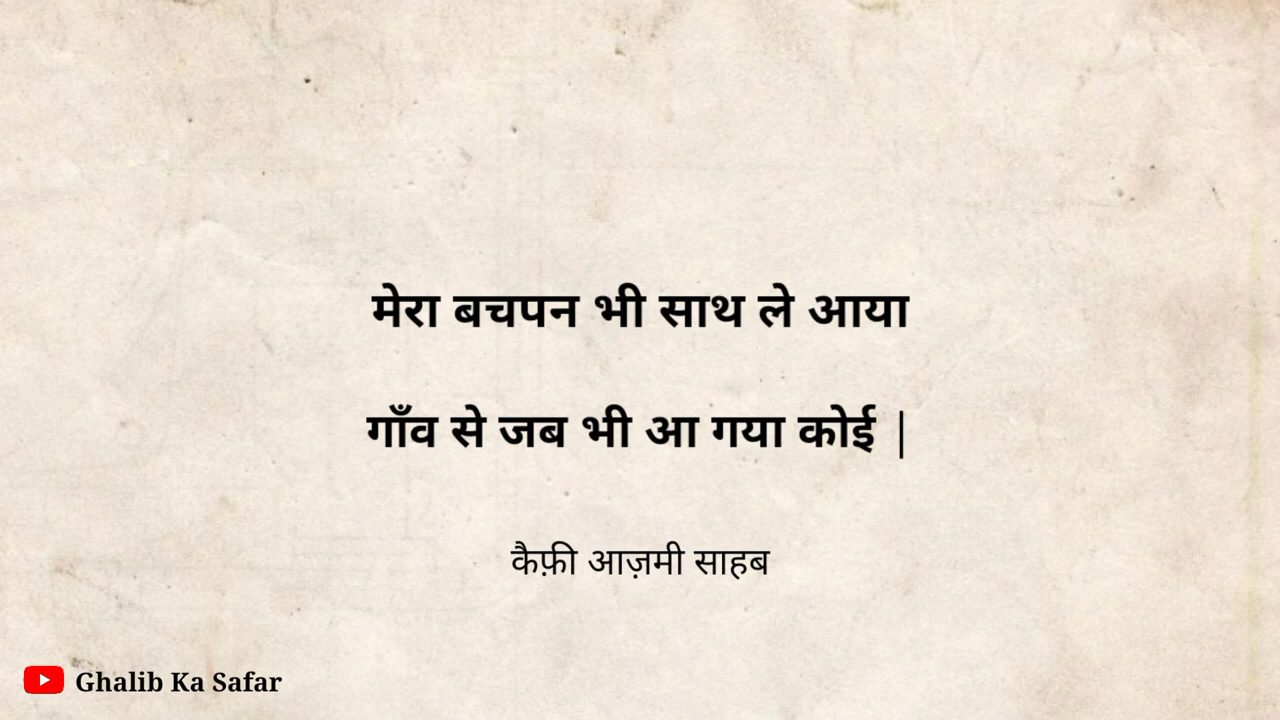 मेरा बचपन भी साथ ले आया
गाँव से जब भी आ गया कोई |
कैफ़ी आज़मी साहब
Ghalib Ka Safar